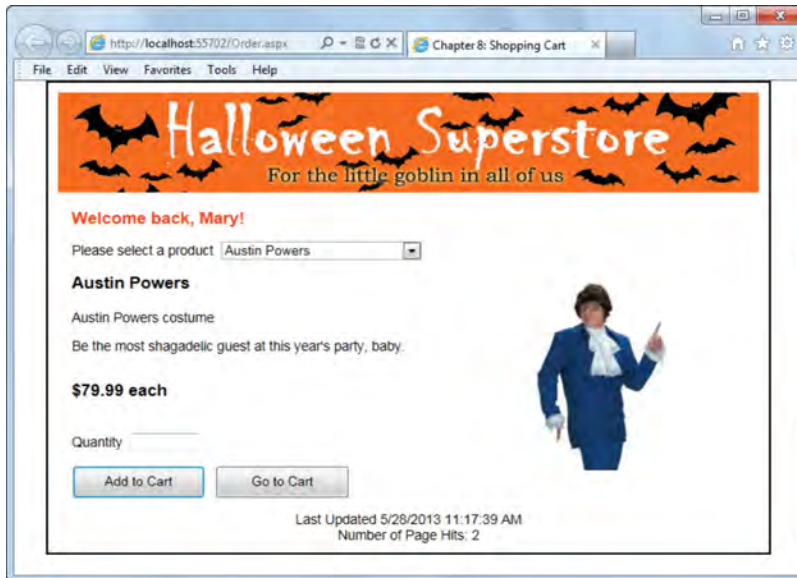 http://localhost:55702/Order.aspx
Chapter 8: Shopping Cart
File Edit View Favorites Tools Help
Halloween Superstore
For the little goblin in all of us
Welcome back, Mary!
Please select a product Austin Powers
Austin Powers
Austin Powers costume
Be the most shagadelic guest at this year's party, baby.
$79.99 each
Quantity
Add to Cart Go to Cart
Last Updated 5/28/2013 11:17:39 AM
Number of Page Hits: 2